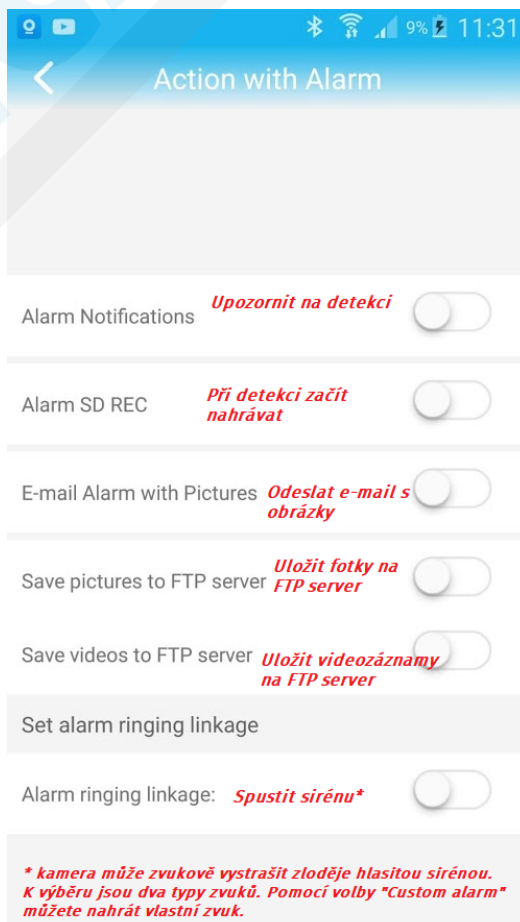 9% 11:31
Action with Alarm
Alarm Notifications Upozornit na detekci
Alarm SD REC Při detekci začít
nahrávat
E-mail Alarm with Pictures Odeslat e-mail s
obrázky
Save pictures to FTP server Uložit fotky na
FTP server
Save videos to FTP server Uložit videozáznamy
na FTP server
Set alarm ringing linkage
Alarm ringing linkage: Spustit sirénu*
* kamera může zvukově vystrašit zloděje hlasitou sirénou.
K výběru jsou dva typy zvuků. Pomocí volby "Custom alarm"
můžete nahrát vlastní zvuk.